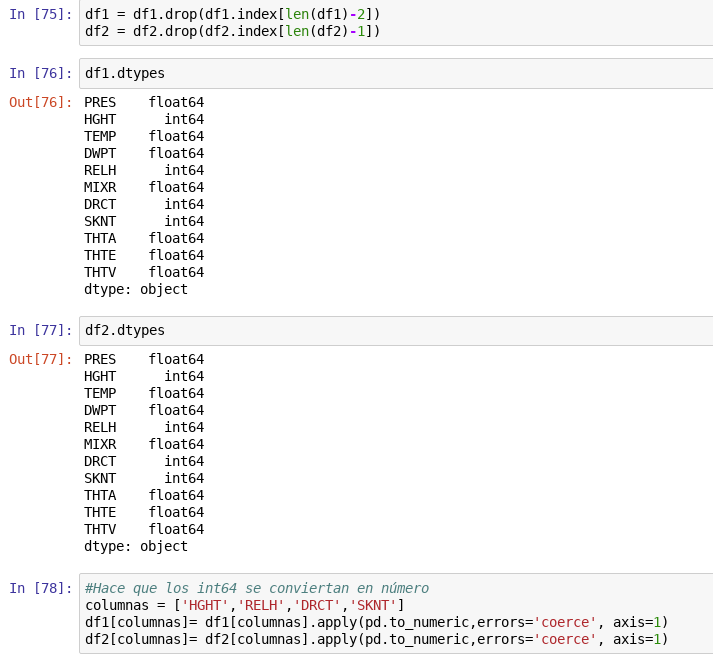 In [75]: df1 = df1.drop(df1.index[len(df1)-2])
df2 = df2.drop(df2.index[len(df2)-1])
In [76]: df1.dtypes
Out[76]: PRES    float64
HGHT      int64
TEMP    float64
DWPT    float64
RELH      int64
MIXR    float64
DRCT      int64
SKNT      int64
THTA    float64
THTE    float64
THTV    float64
dtype: object
In [77]: df2.dtypes
Out[77]: PRES    float64
HGHT      int64
TEMP    float64
DWPT    float64
RELH      int64
MIXR    float64
DRCT      int64
SKNT      int64
THTA    float64
THTE    float64
THTV    float64
dtype: object
In [78]: #Hace que los int64 se conviertan en número
columnas = ['HGHT','RELH','DRCT','SKNT']
df1[columnas]= df1[columnas].apply(pd.to_numeric,errors='coerce', axis=1)
df2[columnas]= df2[columnas].apply(pd.to_numeric,errors='coerce', axis=1)